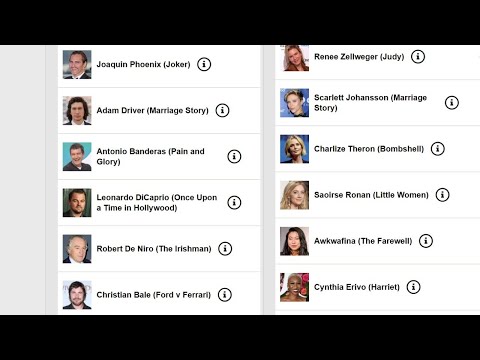 Joaquin Phoenix (Joker)
Adam Driver (Marriage Story)
Antonio Banderas (Pain and
Glory)
Leonardo DiCaprio (Once Upon
a Time in Hollywood)
Robert De Niro (The Irishman)
Christian Bale (Ford v Ferrari)
Renee Zellweger (Judy)
Scarlett Johansson (Marriage
Story)
Charlize Theron (Bombshell)
Saoirse Ronan (Little Women)
Awkwafina (The Farewell)
Cynthia Erivo (Harriet)